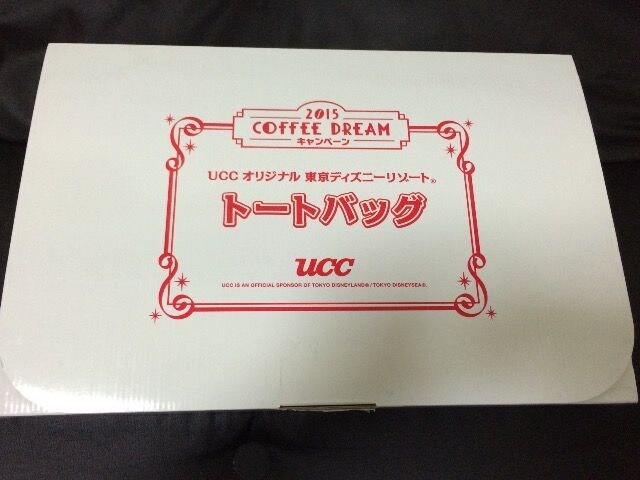 2015
COFFEE DREAM
キャンペーン
UCC オリジナル 東京ディズニーリゾート®
トートバッグ
UCC
UCC IS AN OFFICIAL SPONSOR OF TOKYO DISNEYLAND®/TOKYO DISNEYSEA®.